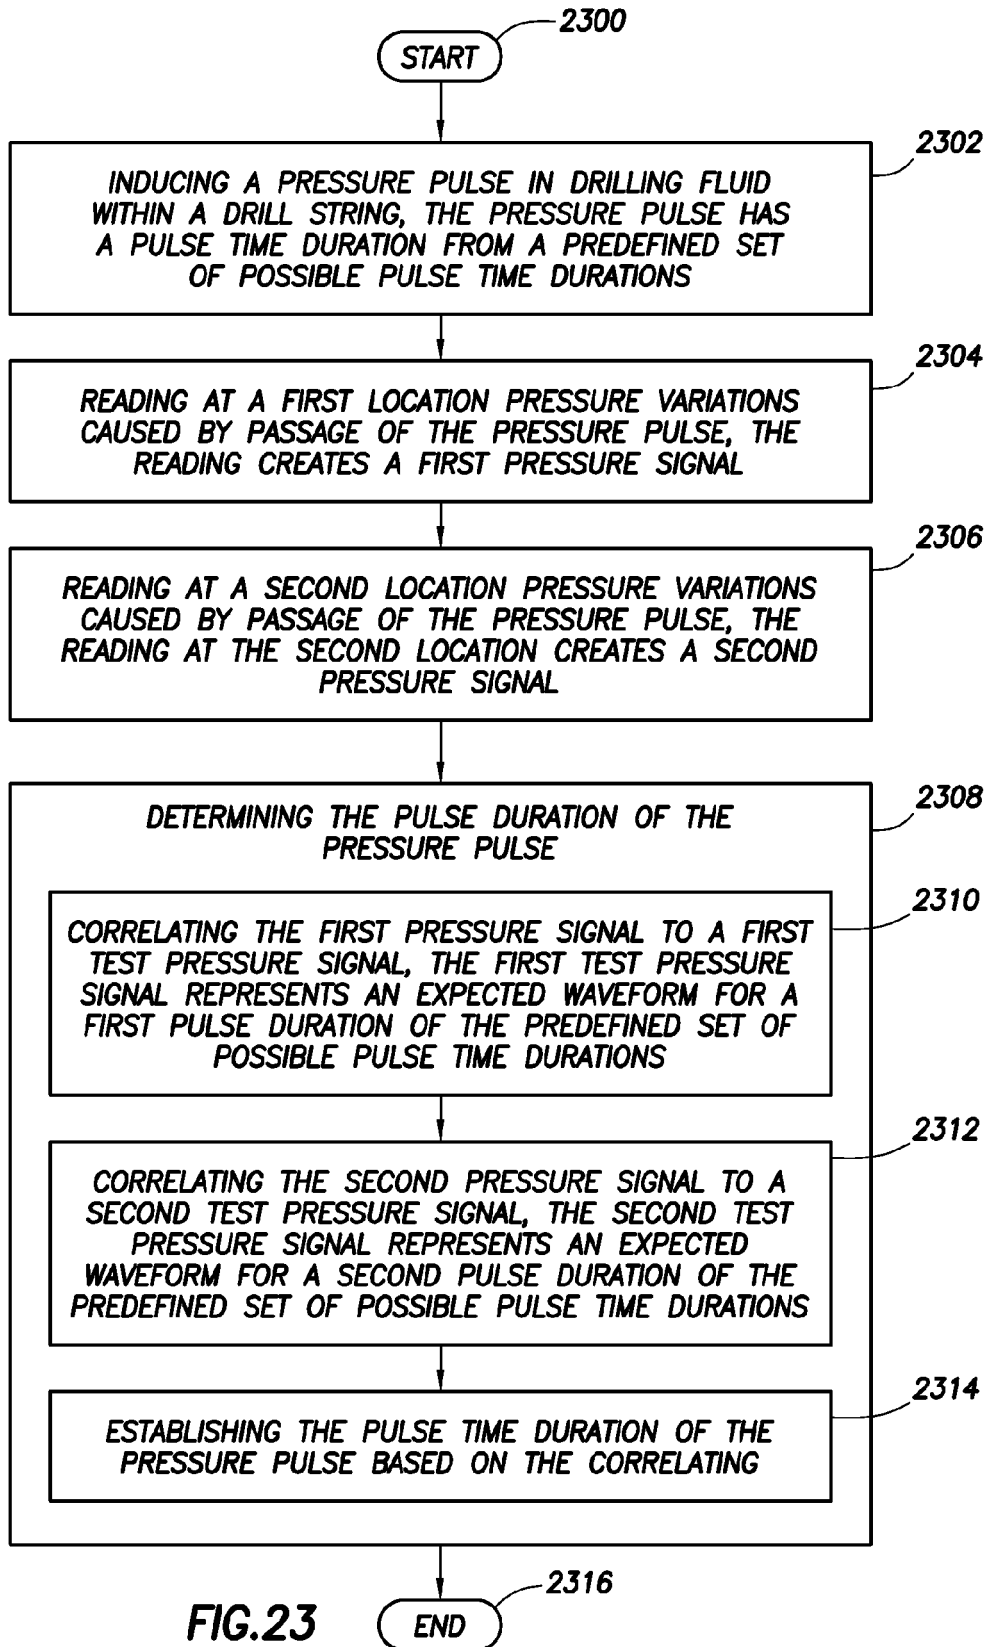 2300
START
2302
INDUCING A PRESSURE PULSE IN DRILLING FLUID
WITHIN A DRILL STRING, THE PRESSURE PULSE HAS
A PULSE TIME DURATION FROM A PREDEFINED SET
OF POSSIBLE PULSE TIME DURATIONS
2304
READING AT A FIRST LOCATION PRESSURE VARIATIONS
CAUSED BY PASSAGE OF THE PRESSURE PULSE, THE
READING CREATES A FIRST PRESSURE SIGNAL
2306
READING AT A SECOND LOCATION PRESSURE VARIATIONS
CAUSED BY PASSAGE OF THE PRESSURE PULSE, THE
READING AT THE SECOND LOCATION CREATES A SECOND
PRESSURE SIGNAL
2308
DETERMINING THE PULSE DURATION OF THE
PRESSURE PULSE
2310
CORRELATING THE FIRST PRESSURE SIGNAL TO A FIRST
TEST PRESSURE SIGNAL, THE FIRST TEST PRESSURE
SIGNAL REPRESENTS AN EXPECTED WAVEFORM FOR A
FIRST PULSE DURATION OF THE PREDEFINED SET OF
POSSIBLE PULSE TIME DURATIONS
2312
CORRELATING THE SECOND PRESSURE SIGNAL TO A
SECOND TEST PRESSURE SIGNAL, THE SECOND TEST
PRESSURE SIGNAL REPRESENTS AN EXPECTED
WAVEFORM FOR A SECOND PULSE DURATION OF THE
PREDEFINED SET OF POSSIBLE PULSE TIME DURATIONS
2314
ESTABLISHING THE PULSE TIME DURATION OF THE
PRESSURE PULSE BASED ON THE CORRELATING
2316
END
FIG.23